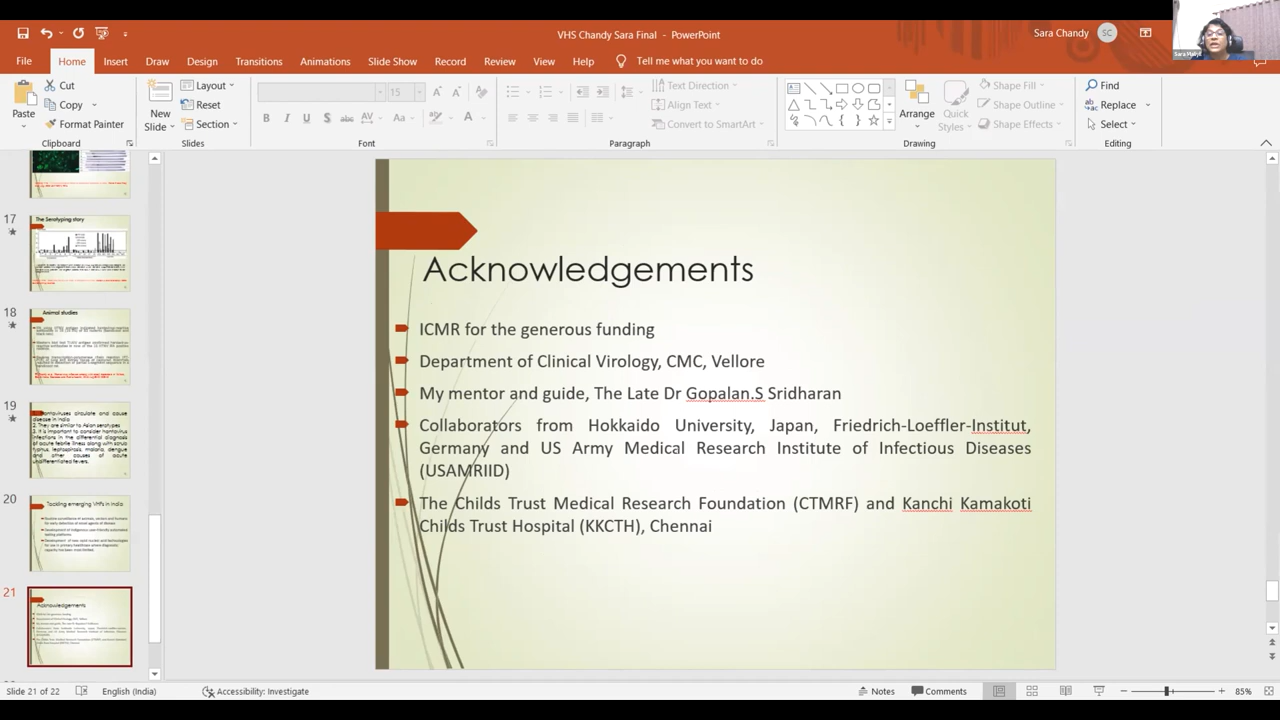 VHS Chandy Sara Final - PowerPoint
Sara Chandy
SC
File Home Insert Draw Design Transitions Animations Slide Show Record Review View Help Tell me what you want to do
Paste
Cut
Copy
Format Painter
Clipboard
New Slide
Layout
Reset
Section
Slides
15
Font
Text Direction
Align Text
Convert to SmartArt
Paragraph
Arrange
Quick Styles
Shape Fill
Shape Outline
Shape Effects
Drawing
Find
Replace
Select
Editing
17
The Serotyping story
18
Animal studies
19
20
Tackling emerging VHFs in India
21
Acknowledgements
Acknowledgements
ICMR for the generous funding
Department of Clinical Virology, CMC, Vellore
My mentor and guide, The Late Dr Gopalan.S Sridharan
Collaborators from Hokkaido University, Japan, Friedrich-Loeffler-Institut,
Germany and US Army Medical Research Institute of Infectious Diseases
(USAMRIID)
The Childs Trust Medical Research Foundation (CTMRF) and Kanchi Kamakoti
Childs Trust Hospital (KKCTH), Chennai
Slide 21 of 22 English (India) Accessibility: Investigate Notes Comments 85%